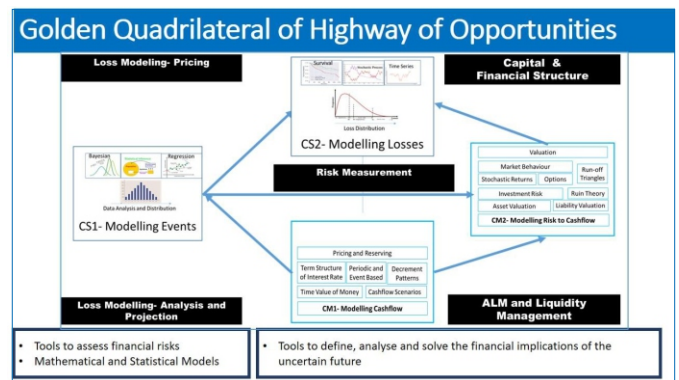 Golden Quadrilateral of Highway of Opportunities
Loss Modeling- Pricing
Survival
Time Series
Loss Distribution
CS2- Modelling Losses
Capital &
Financial Structure
Bayesian
Regression
Data Analysis and Distribution
CS1- Modelling Events
Risk Measurement
Valuation
Market Behaviour
Stochastic Returns
Options
Run-off
Triangles
Investment Risk
Ruin Theory
Asset Valuation
Liability Valuation
CM2- Modelling Risk to Cashflow
Pricing and Reserving
Term Structure
of Interest Rate
Periodic and
Event Based
Decrement
Patterns
Time Value of Money
Cashflow Scenarios
CM1- Modelling Cashflow
Loss Modelling- Analysis and
Projection
ALM and Liquidity
Management
• Tools to assess financial risks
• Mathematical and Statistical Models
• Tools to define, analyse and solve the financial implications of the
uncertain future